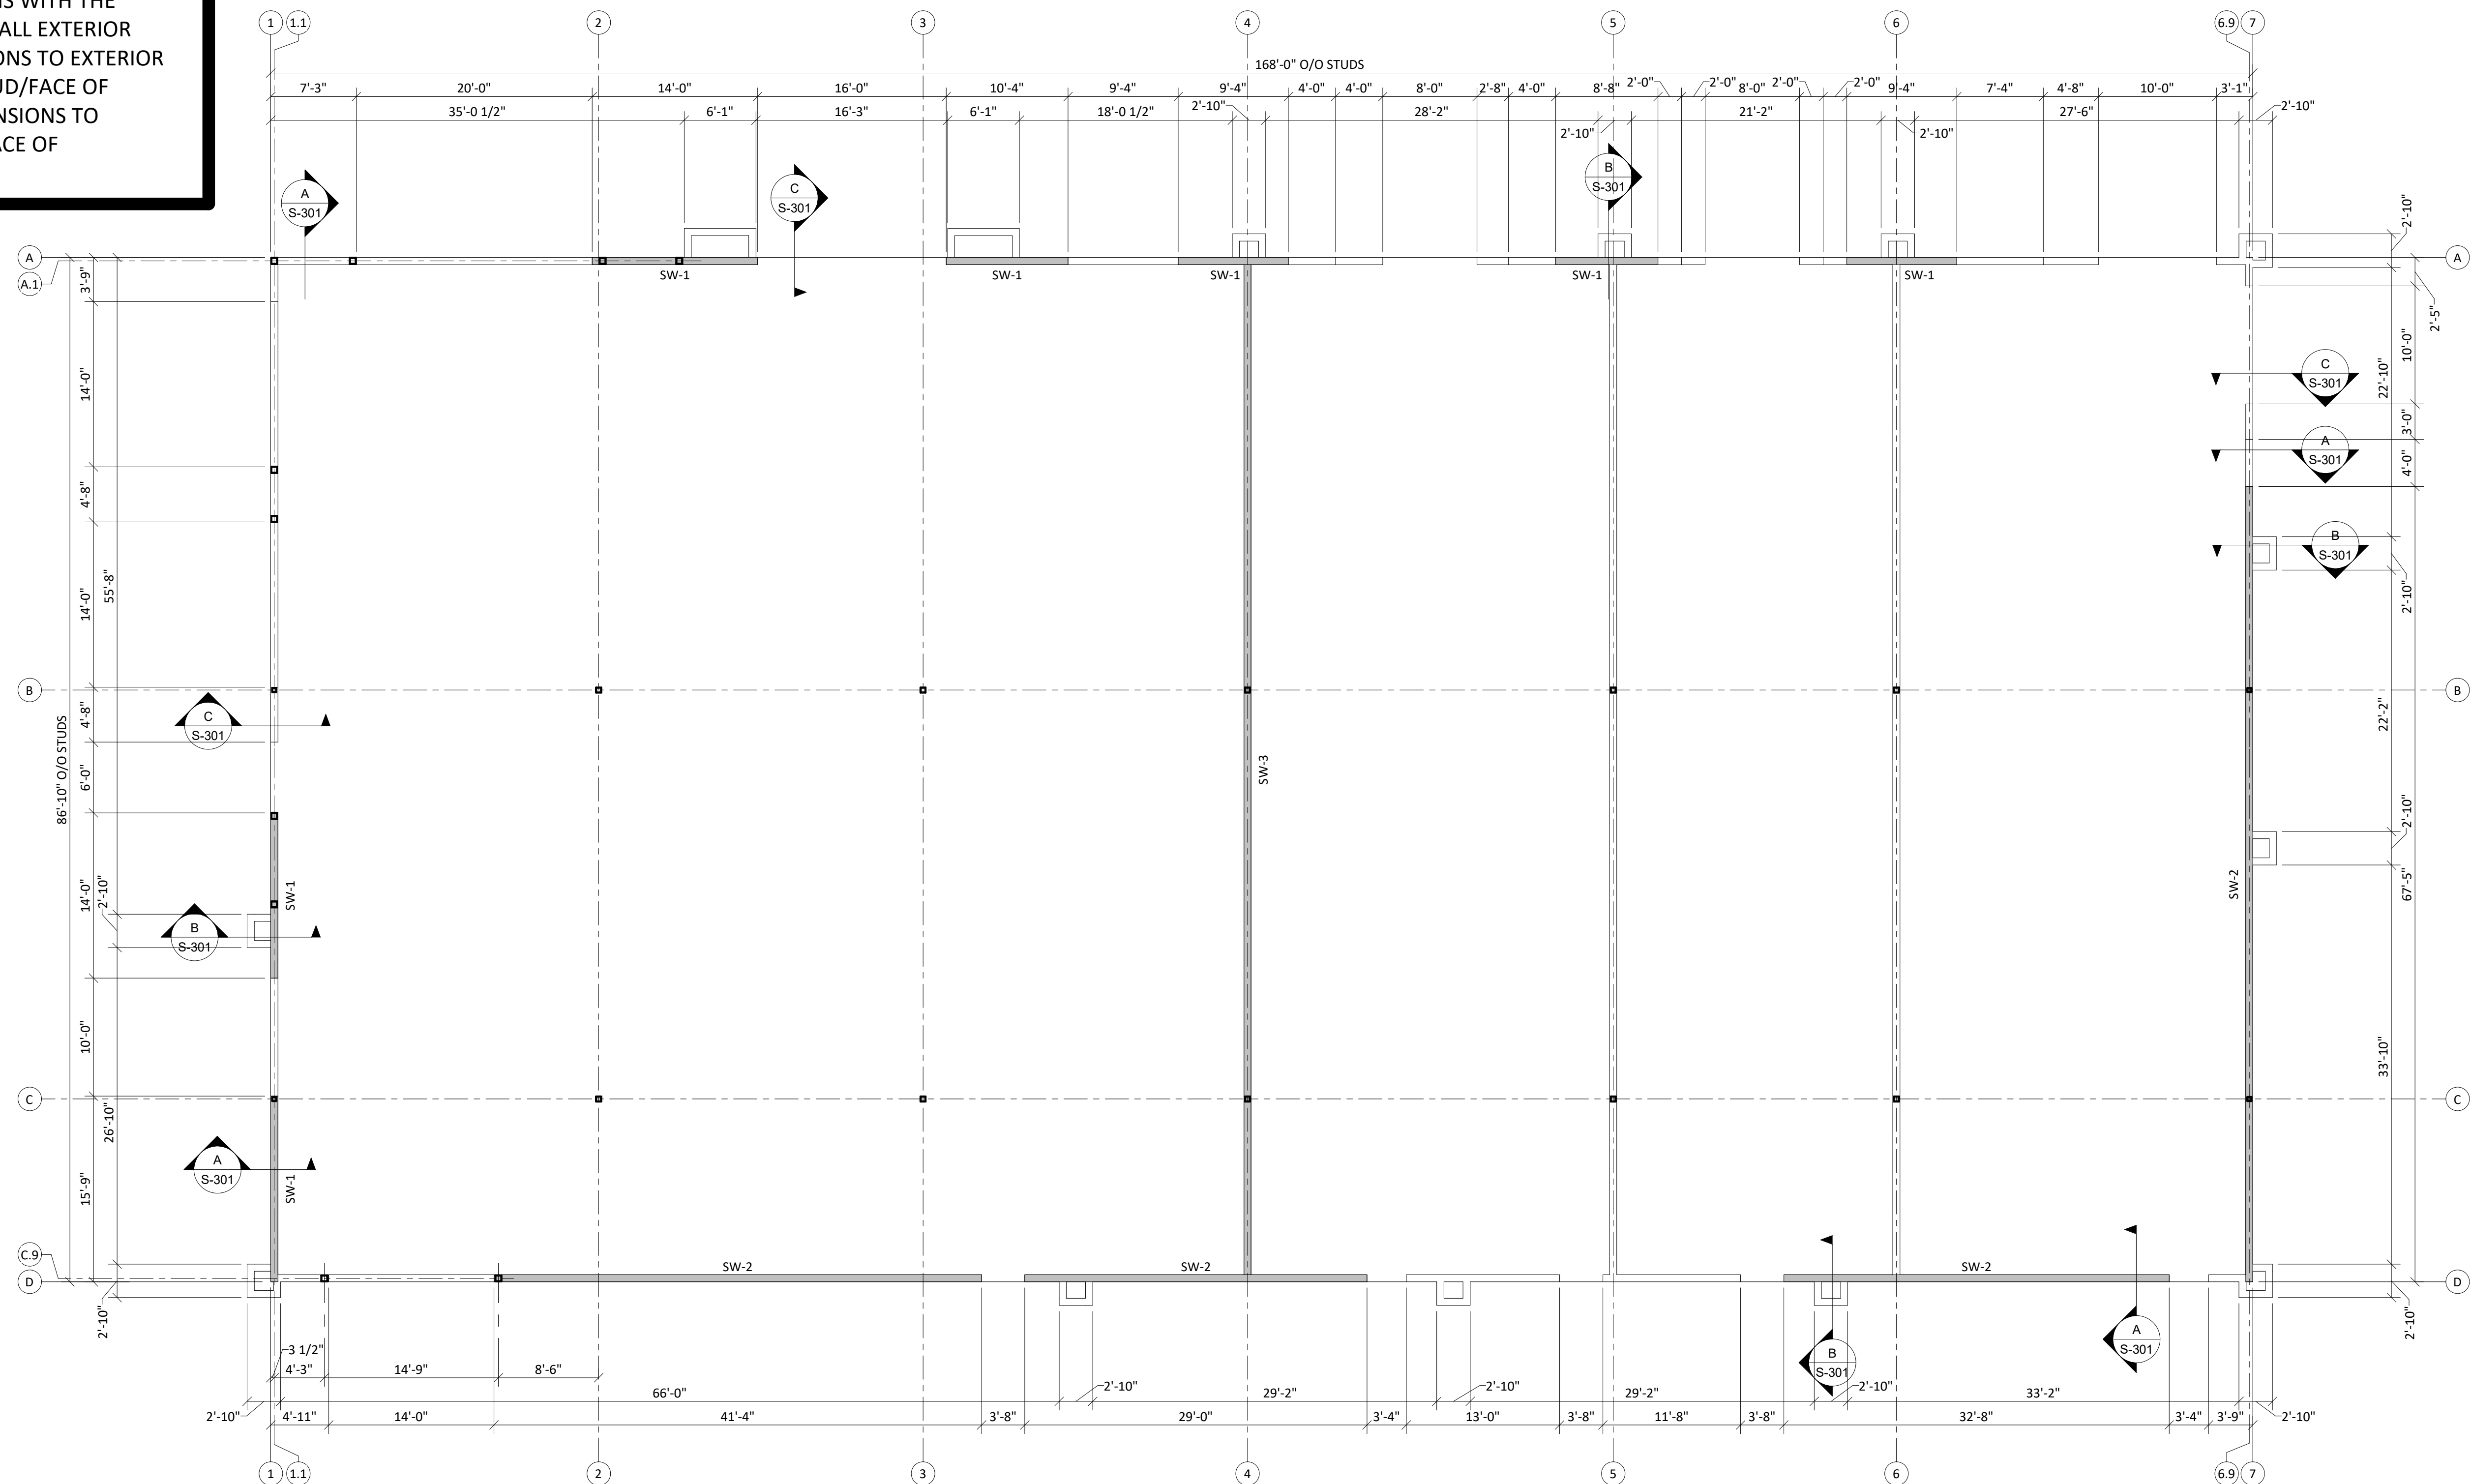 IS WITH THE
ALL EXTERIOR
ONS TO EXTERIOR
UD/FACE OF
NSIONS TO
ACE OF
1 1.1 2 3 4 5 6 6.9 7
168'-0" O/O STUDS
7'-3" 20'-0" 14'-0" 16'-0" 10'-4" 9'-4" 9'-4" 4'-0" 4'-0" 8'-0" 2'-8" 4'-0" 8'-8" 2'-0" 2'-0" 8'-0" 2'-0" 2'-0" 9'-4" 7'-4" 4'-8" 10'-0" 3'-1"
35'-0 1/2" 6'-1" 16'-3" 6'-1" 18'-0 1/2" 2'-10" 28'-2" 2'-10" 21'-2" 2'-10" 27'-6" 2'-10"
A
S-301
C
S-301
B
S-301
A
A.1
B
C
C.9
D
A
B
C
D
SW-1 SW-1 SW-1 SW-1 SW-1
86'-10" O/O STUDS
3'-9"
14'-0"
4'-8"
14'-0"
4'-8"
6'-0"
14'-0"
10'-0"
15'-9"
55'-8"
2'-10"
26'-10"
2'-10"
C
S-301
B
S-301
A
S-301
SW-1
SW-1
SW-3
SW-2
2'-10"
2'-5"
22'-10"
10'-0"
3'-0"
4'-0"
2'-10"
22'-2"
2'-10"
67'-5"
33'-10"
2'-10"
C
S-301
A
S-301
B
S-301
SW-2 SW-2 SW-2
B
S-301
A
S-301
3 1/2"
4'-3" 14'-9" 8'-6"
2'-10" 66'-0" 2'-10" 29'-2" 2'-10" 29'-2" 2'-10" 33'-2" 2'-10"
4'-11" 14'-0" 41'-4" 3'-8" 29'-0" 3'-4" 13'-0" 3'-8" 11'-8" 3'-8" 32'-8" 3'-4" 3'-9"
1 1.1 2 3 4 5 6 6.9 7